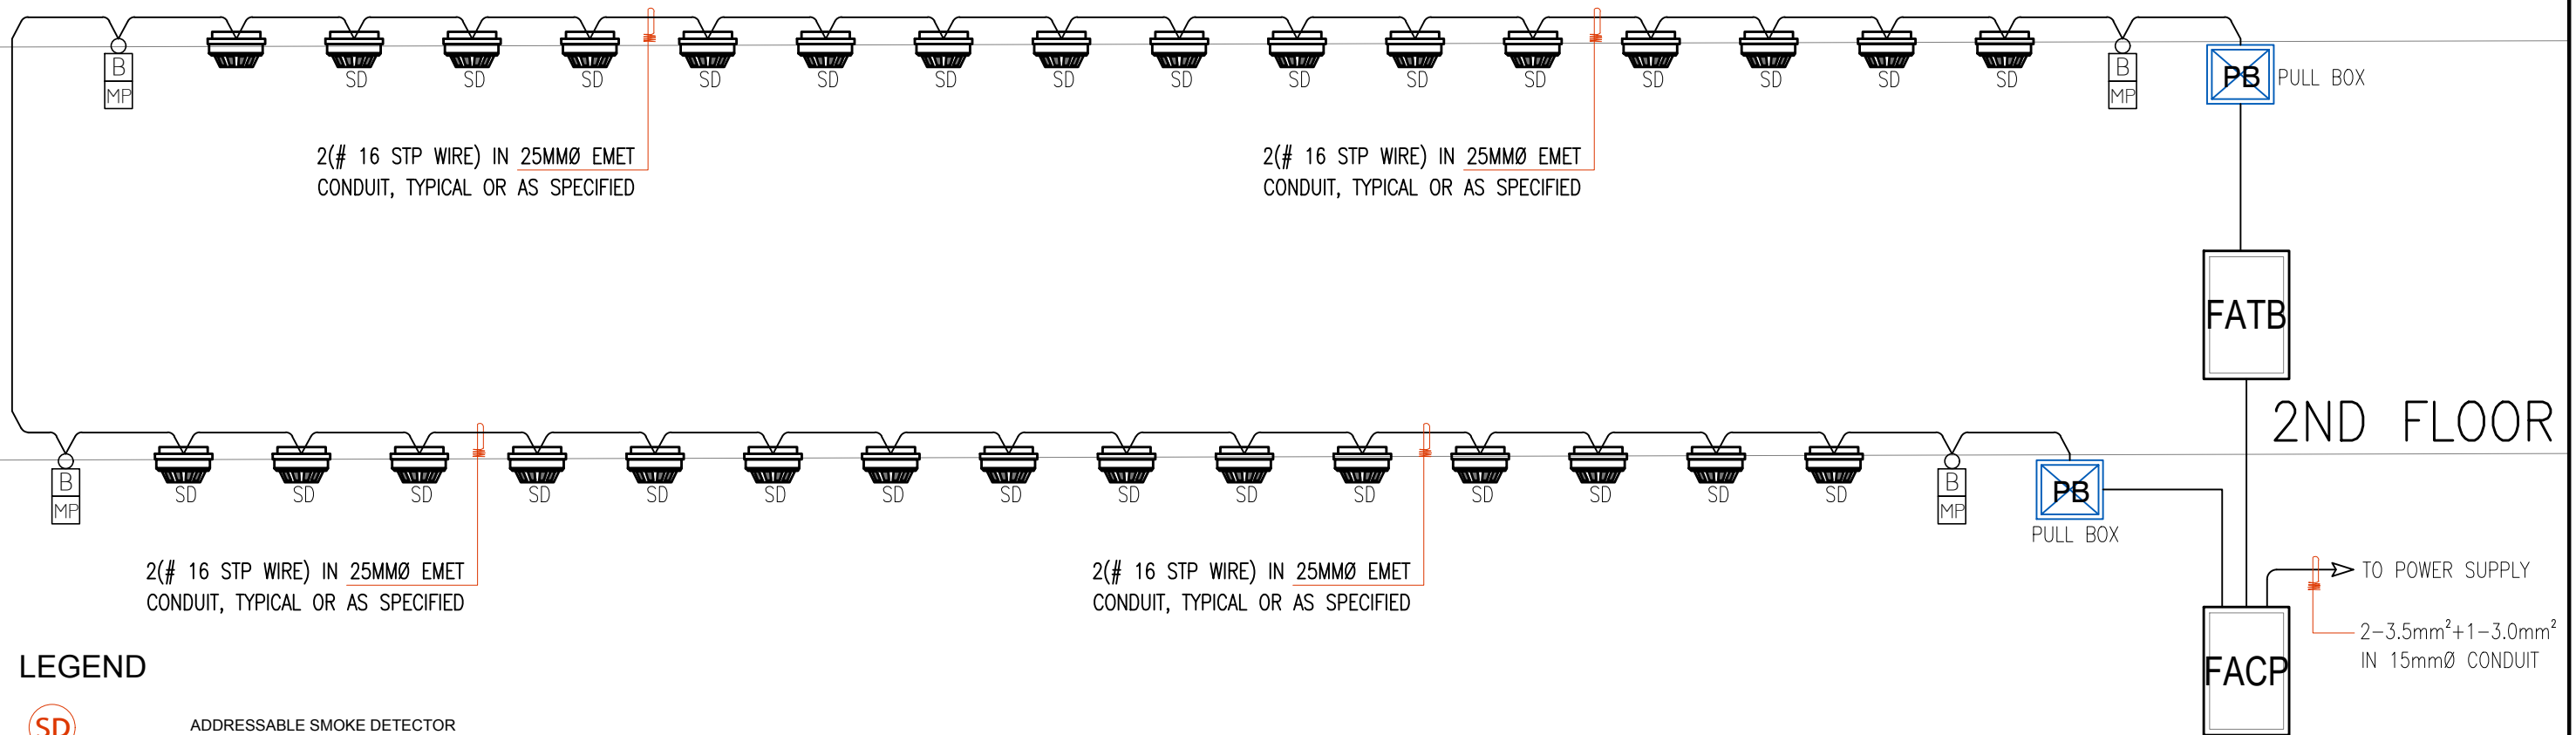 B
MP
SD SD SD SD SD SD SD SD SD SD SD SD SD SD SD
B
MP
PB PULL BOX
2(# 16 STP WIRE) IN 25MMØ EMET
CONDUIT, TYPICAL OR AS SPECIFIED
2(# 16 STP WIRE) IN 25MMØ EMET
CONDUIT, TYPICAL OR AS SPECIFIED
FATB
2ND FLOOR
B
MP
SD SD SD SD SD SD SD SD SD SD SD SD SD SD SD
B
MP
PB
PULL BOX
2(# 16 STP WIRE) IN 25MMØ EMET
CONDUIT, TYPICAL OR AS SPECIFIED
2(# 16 STP WIRE) IN 25MMØ EMET
CONDUIT, TYPICAL OR AS SPECIFIED
TO POWER SUPPLY
2-3.5mm²+1-3.0mm²
IN 15mmØ CONDUIT
FACP
LEGEND
SD ADDRESSABLE SMOKE DETECTOR